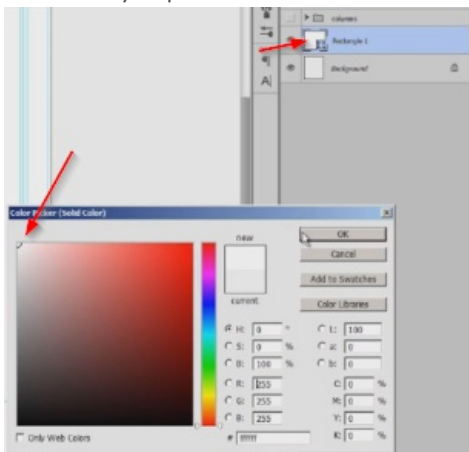 columns
Rectangle 1
Background
A|
Color Picker (Solid Color)
new
current
OK
Cancel
Add to Swatches
Color Libraries
H: 0 °
S: 0 %
B: 100 %
R: 255
G: 255
B: 255
L: 100
a: 0
b: 0
C: 0 %
M: 0 %
Y: 0 %
K: 0 %
# ffffff
Only Web Colors